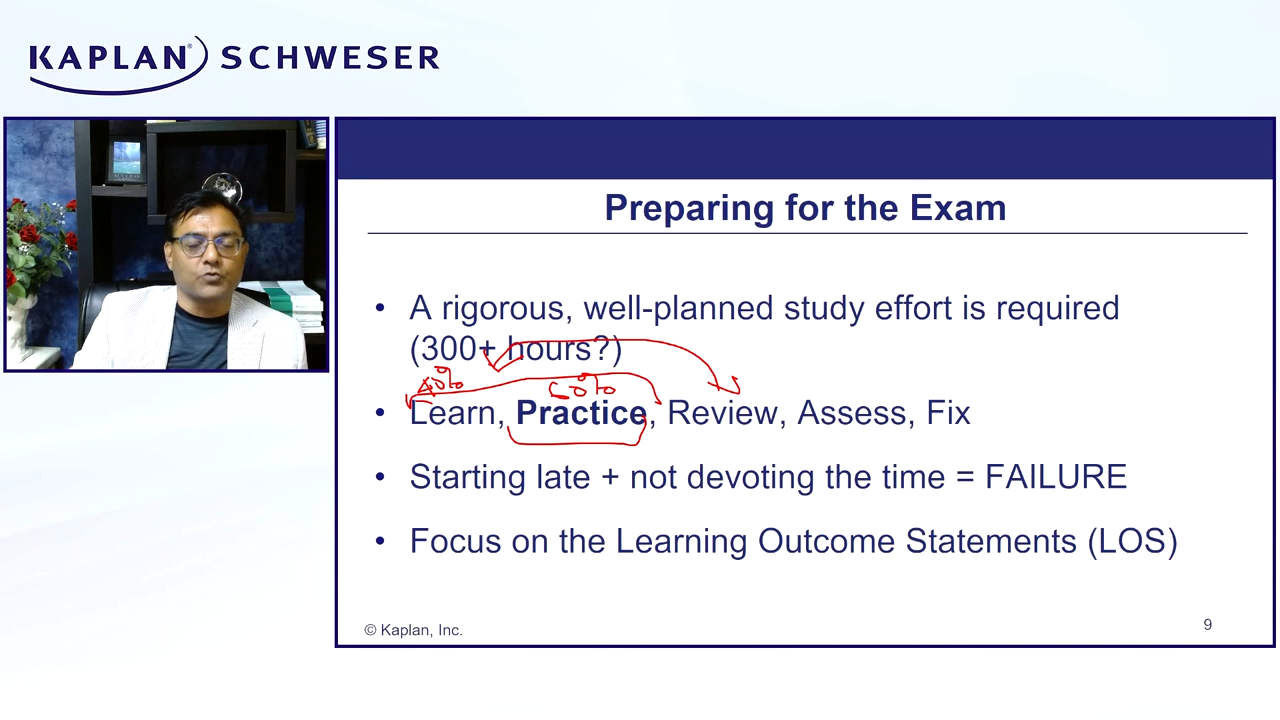 KAPLAN® SCHWESER
Preparing for the Exam
• A rigorous, well-planned study effort is required
(300+ hours?)
40% 60%
• Learn, Practice, Review, Assess, Fix
• Starting late + not devoting the time = FAILURE
• Focus on the Learning Outcome Statements (LOS)
© Kaplan, Inc.
9